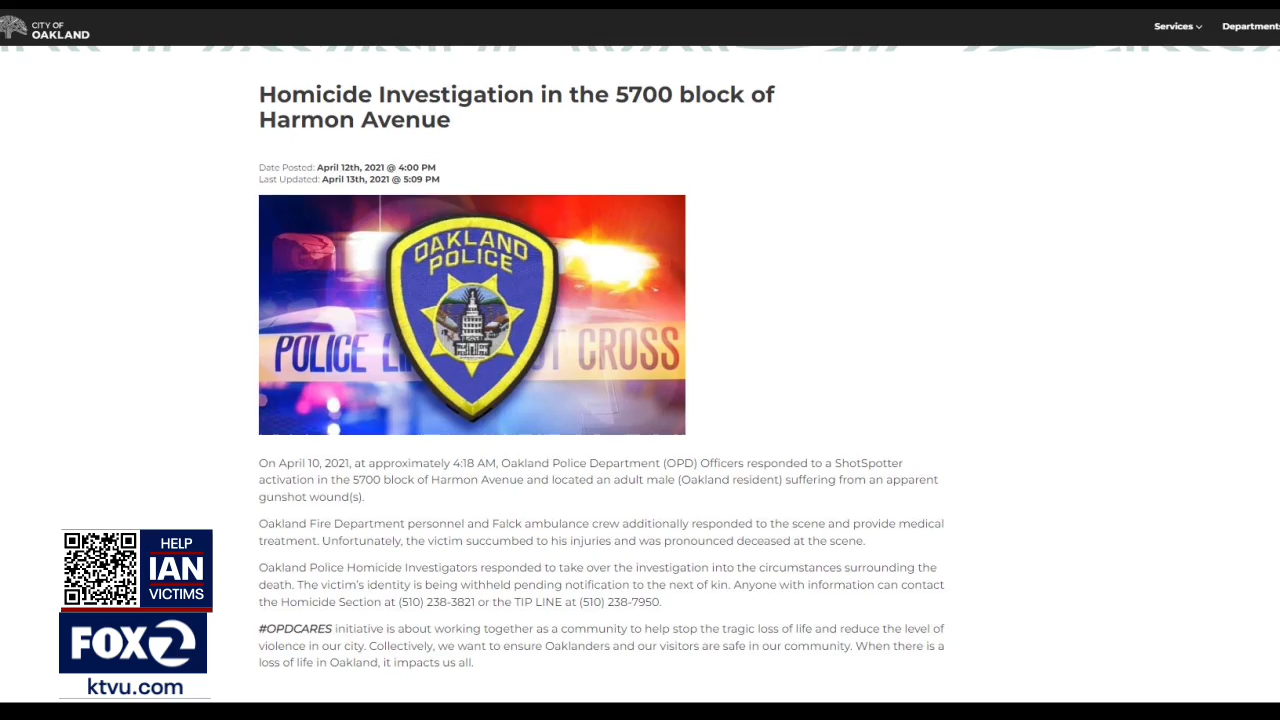 CITY OF
OAKLAND
Services
Departments
Homicide Investigation in the 5700 block of
Harmon Avenue
Date Posted: April 12th, 2021 @ 4:00 PM
Last Updated: April 13th, 2021 @ 5:09 PM
OAKLAND
POLICE
POLICE LI OT CROSS
On April 10, 2021, at approximately 4:18 AM, Oakland Police Department (OPD) Officers responded to a ShotSpotter
activation in the 5700 block of Harmon Avenue and located an adult male (Oakland resident) suffering from an apparent
gunshot wound(s).
Oakland Fire Department personnel and Falck ambulance crew additionally responded to the scene and provide medical
treatment. Unfortunately, the victim succumbed to his injuries and was pronounced deceased at the scene.
Oakland Police Homicide Investigators responded to take over the investigation into the circumstances surrounding the
death. The victim's identity is being withheld pending notification to the next of kin. Anyone with information can contact
the Homicide Section at (510) 238-3821 or the TIP LINE at (510) 238-7950.
#OPDCARES initiative is about working together as a community to help stop the tragic loss of life and reduce the level of
violence in our city. Collectively, we want to ensure Oaklanders and our visitors are safe in our community. When there is a
loss of life in Oakland, it impacts us all.
HELP
IAN
VICTIMS
FOX 2
ktvu.com